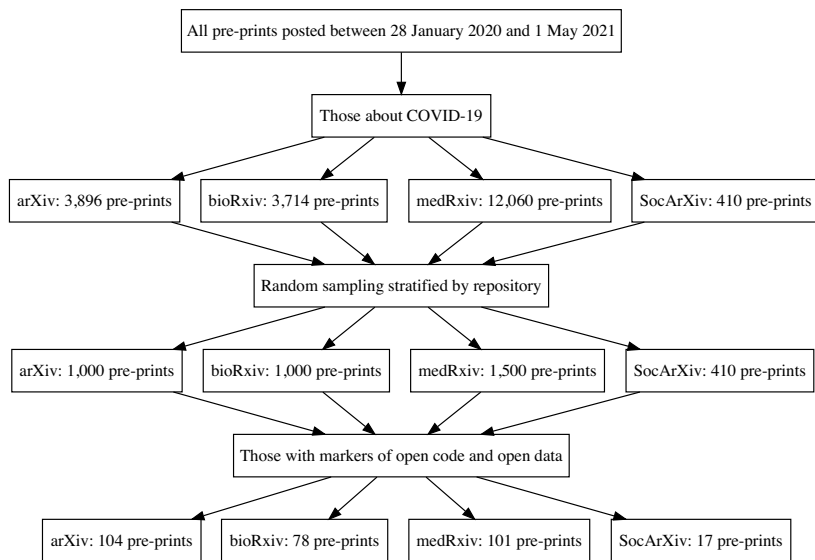 All pre-prints posted between 28 January 2020 and 1 May 2021
Those about COVID-19
arXiv: 3,896 pre-prints
bioRxiv: 3,714 pre-prints
medRxiv: 12,060 pre-prints
SocArXiv: 410 pre-prints
Random sampling stratified by repository
arXiv: 1,000 pre-prints
bioRxiv: 1,000 pre-prints
medRxiv: 1,500 pre-prints
SocArXiv: 410 pre-prints
Those with markers of open code and open data
arXiv: 104 pre-prints
bioRxiv: 78 pre-prints
medRxiv: 101 pre-prints
SocArXiv: 17 pre-prints